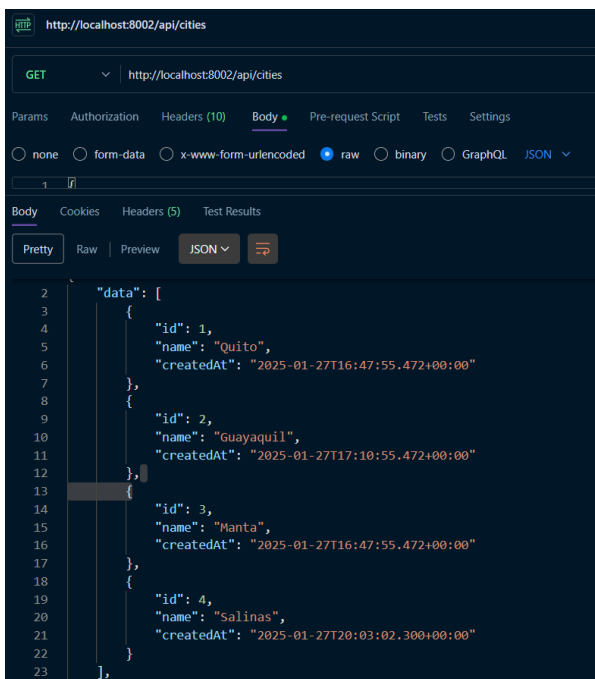 HTTP http://localhost:8002/api/cities
GET http://localhost:8002/api/cities
Params Authorization Headers (10) Body Pre-request Script Tests Settings
none form-data x-www-form-urlencoded raw binary GraphQL JSON
1 {
Body Cookies Headers (5) Test Results
Pretty Raw Preview JSON
2 "data": [
3 {
4 "id": 1,
5 "name": "Quito",
6 "createdAt": "2025-01-27T16:47:55.472+00:00"
7 },
8 {
9 "id": 2,
10 "name": "Guayaquil",
11 "createdAt": "2025-01-27T17:10:55.472+00:00"
12 },
13 {
14 "id": 3,
15 "name": "Manta",
16 "createdAt": "2025-01-27T16:47:55.472+00:00"
17 },
18 {
19 "id": 4,
20 "name": "Salinas",
21 "createdAt": "2025-01-27T20:03:02.300+00:00"
22 }
23 ],